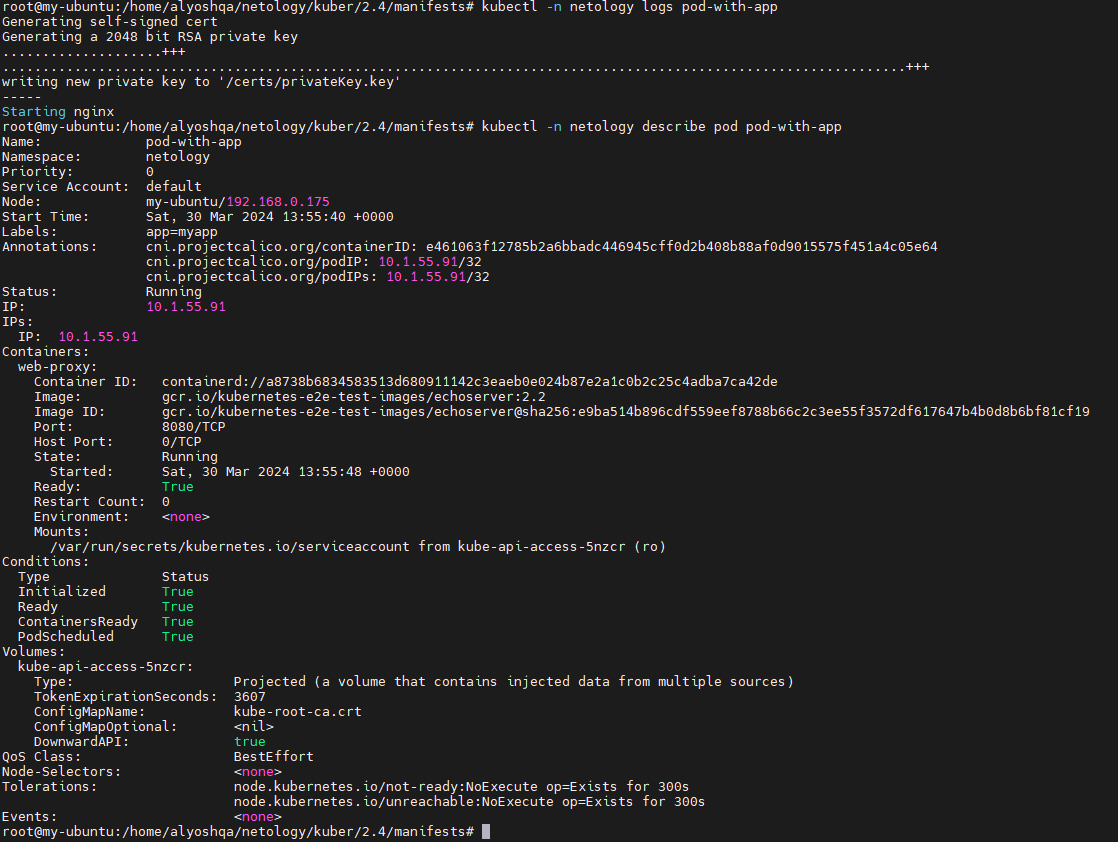 root@my-ubuntu:/home/alyoshqa/netology/kuber/2.4/manifests# kubectl -n netology logs pod-with-app
Generating self-signed cert
Generating a 2048 bit RSA private key
....................+++
.................................................................................................................+++
writing new private key to '/certs/privateKey.key'
-----
Starting nginx
root@my-ubuntu:/home/alyoshqa/netology/kuber/2.4/manifests# kubectl -n netology describe pod pod-with-app
Name:             pod-with-app
Namespace:        netology
Priority:         0
Service Account:  default
Node:             my-ubuntu/192.168.0.175
Start Time:       Sat, 30 Mar 2024 13:55:40 +0000
Labels:           app=myapp
Annotations:      cni.projectcalico.org/containerID: e461063f12785b2a6bbadc446945cff0d2b408b88af0d9015575f451a4c05e64
                  cni.projectcalico.org/podIP: 10.1.55.91/32
                  cni.projectcalico.org/podIPs: 10.1.55.91/32
Status:           Running
IP:               10.1.55.91
IPs:
  IP:  10.1.55.91
Containers:
  web-proxy:
    Container ID:   containerd://a8738b6834583513d680911142c3eaeb0e024b87e2a1c0b2c25c4adba7ca42de
    Image:          gcr.io/kubernetes-e2e-test-images/echoserver:2.2
    Image ID:       gcr.io/kubernetes-e2e-test-images/echoserver@sha256:e9ba514b896cdf559eef8788b66c2c3ee55f3572df617647b4b0d8b6bf81cf19
    Port:           8080/TCP
    Host Port:      0/TCP
    State:          Running
      Started:      Sat, 30 Mar 2024 13:55:48 +0000
    Ready:          True
    Restart Count:  0
    Environment:    <none>
    Mounts:
      /var/run/secrets/kubernetes.io/serviceaccount from kube-api-access-5nzcr (ro)
Conditions:
  Type              Status
  Initialized       True
  Ready             True
  ContainersReady   True
  PodScheduled      True
Volumes:
  kube-api-access-5nzcr:
    Type:                    Projected (a volume that contains injected data from multiple sources)
    TokenExpirationSeconds:  3607
    ConfigMapName:           kube-root-ca.crt
    ConfigMapOptional:       <nil>
    DownwardAPI:             true
QoS Class:                   BestEffort
Node-Selectors:              <none>
Tolerations:                 node.kubernetes.io/not-ready:NoExecute op=Exists for 300s
                             node.kubernetes.io/unreachable:NoExecute op=Exists for 300s
Events:                      <none>
root@my-ubuntu:/home/alyoshqa/netology/kuber/2.4/manifests#